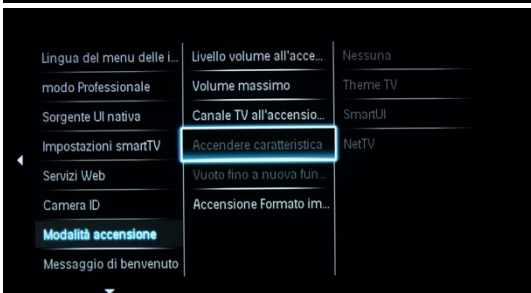 Lingua del menu delle i...
modo Professionale
Sorgente UI nativa
Impostazioni smartTV
Servizi Web
Camera ID
Modalità accensione
Messaggio di benvenuto
Livello volume all'acce...
Volume massimo
Canale TV all'accensio...
Accendere caratteristica
Vuoto fino a nuova fun...
Accensione Formato im...
Nessuna
Theme TV
SmartUI
NetTV